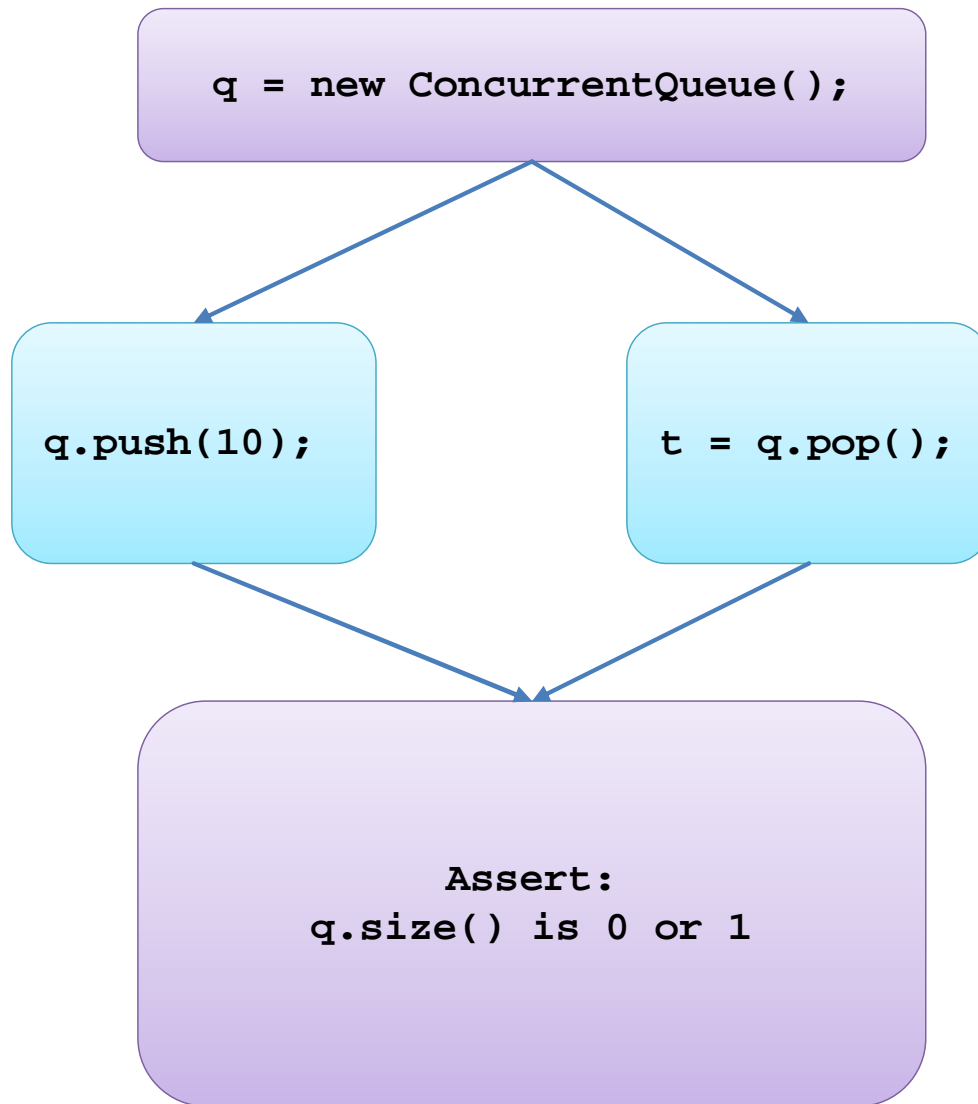 q = new ConcurrentQueue();
q.push(10);
t = q.pop();
Assert:
q.size() is 0 or 1